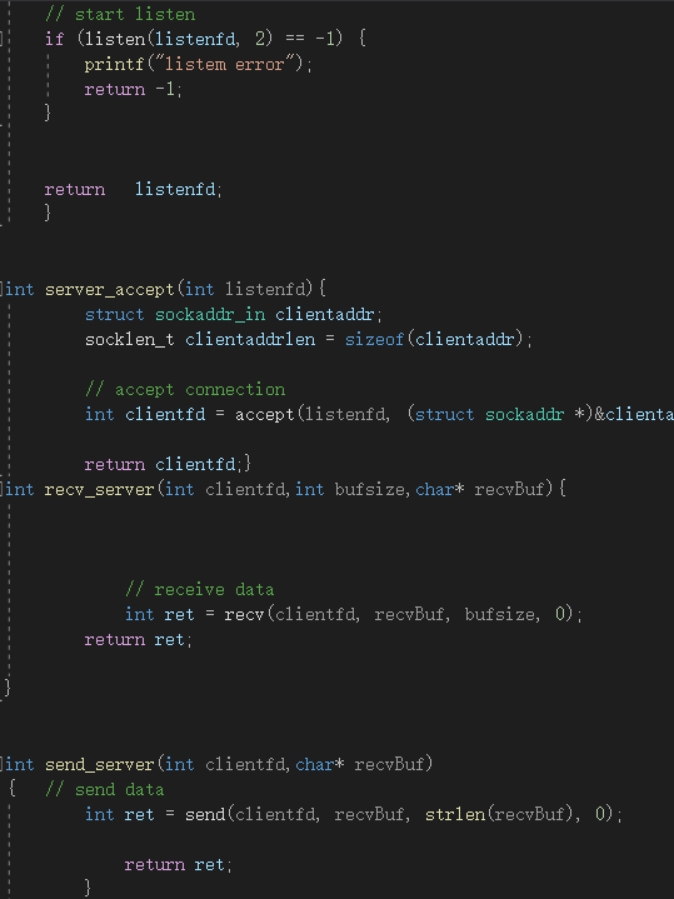 // start listen
if (listen(listenfd, 2) == -1) {
printf("listem error");
return -1;
}
return listenfd;
}
int server_accept(int listenfd){
struct sockaddr_in clientaddr;
socklen_t clientaddrlen = sizeof(clientaddr);
// accept connection
int clientfd = accept(listenfd, (struct sockaddr *)&clienta
return clientfd;}
int recv_server(int clientfd,int bufsize,char* recvBuf){
// receive data
int ret = recv(clientfd, recvBuf, bufsize, 0);
return ret;
}
int send_server(int clientfd,char* recvBuf)
{ // send data
int ret = send(clientfd, recvBuf, strlen(recvBuf), 0);
return ret;
}